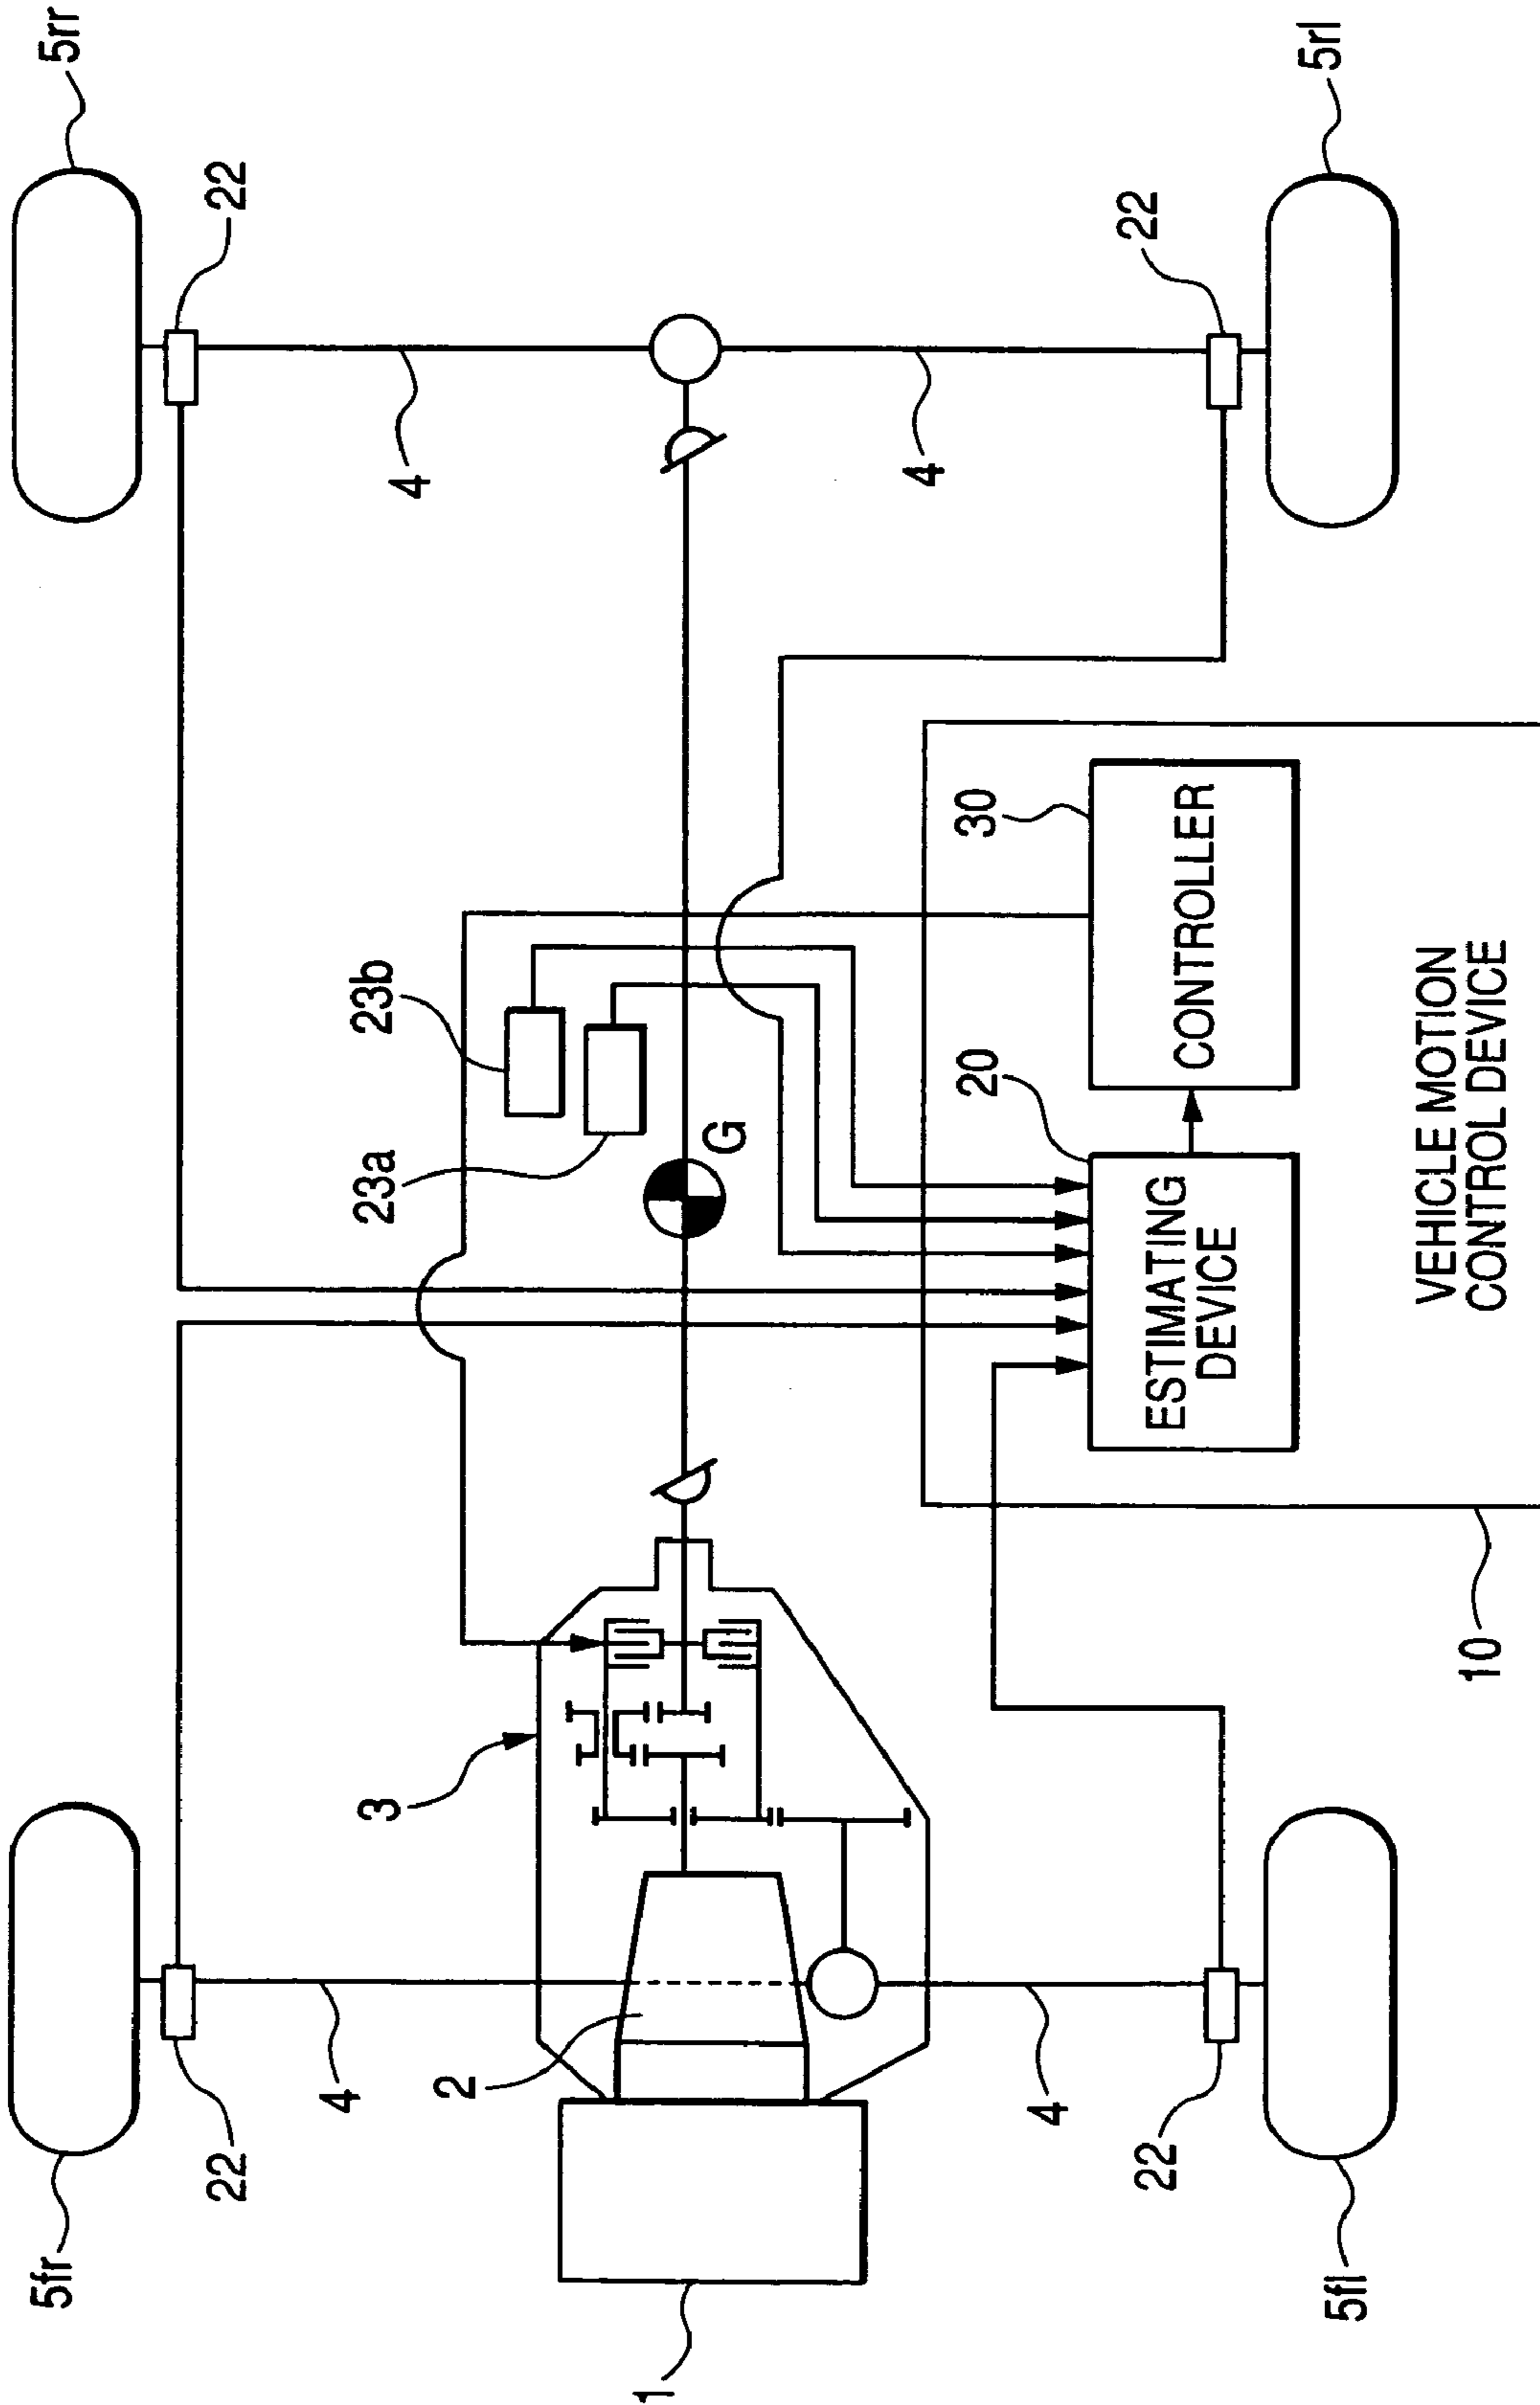 5fr
22
4
2
1
3
4
22
5fl
10
5rr
22
4
4
22
5rl
23b
23a
G
20
30
ESTIMATING
DEVICE
CONTROLLER
VEHICLE MOTION
CONTROL DEVICE